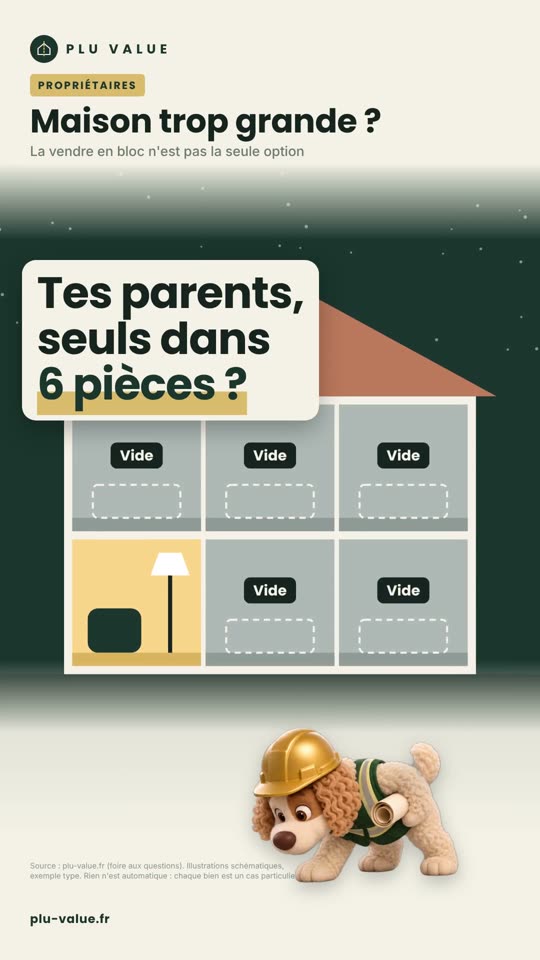 PLU VALUE
PROPRIÉTAIRES
Maison trop grande ?
La vendre en bloc n'est pas la seule option
Tes parents,
seuls dans
6 pièces ?
Vide
Vide
Vide
Vide
Vide
Source : plu-value.fr (foire aux questions). Illustrations schématiques,
exemple type. Rien n'est automatique : chaque bien est un cas particulie
plu-value.fr